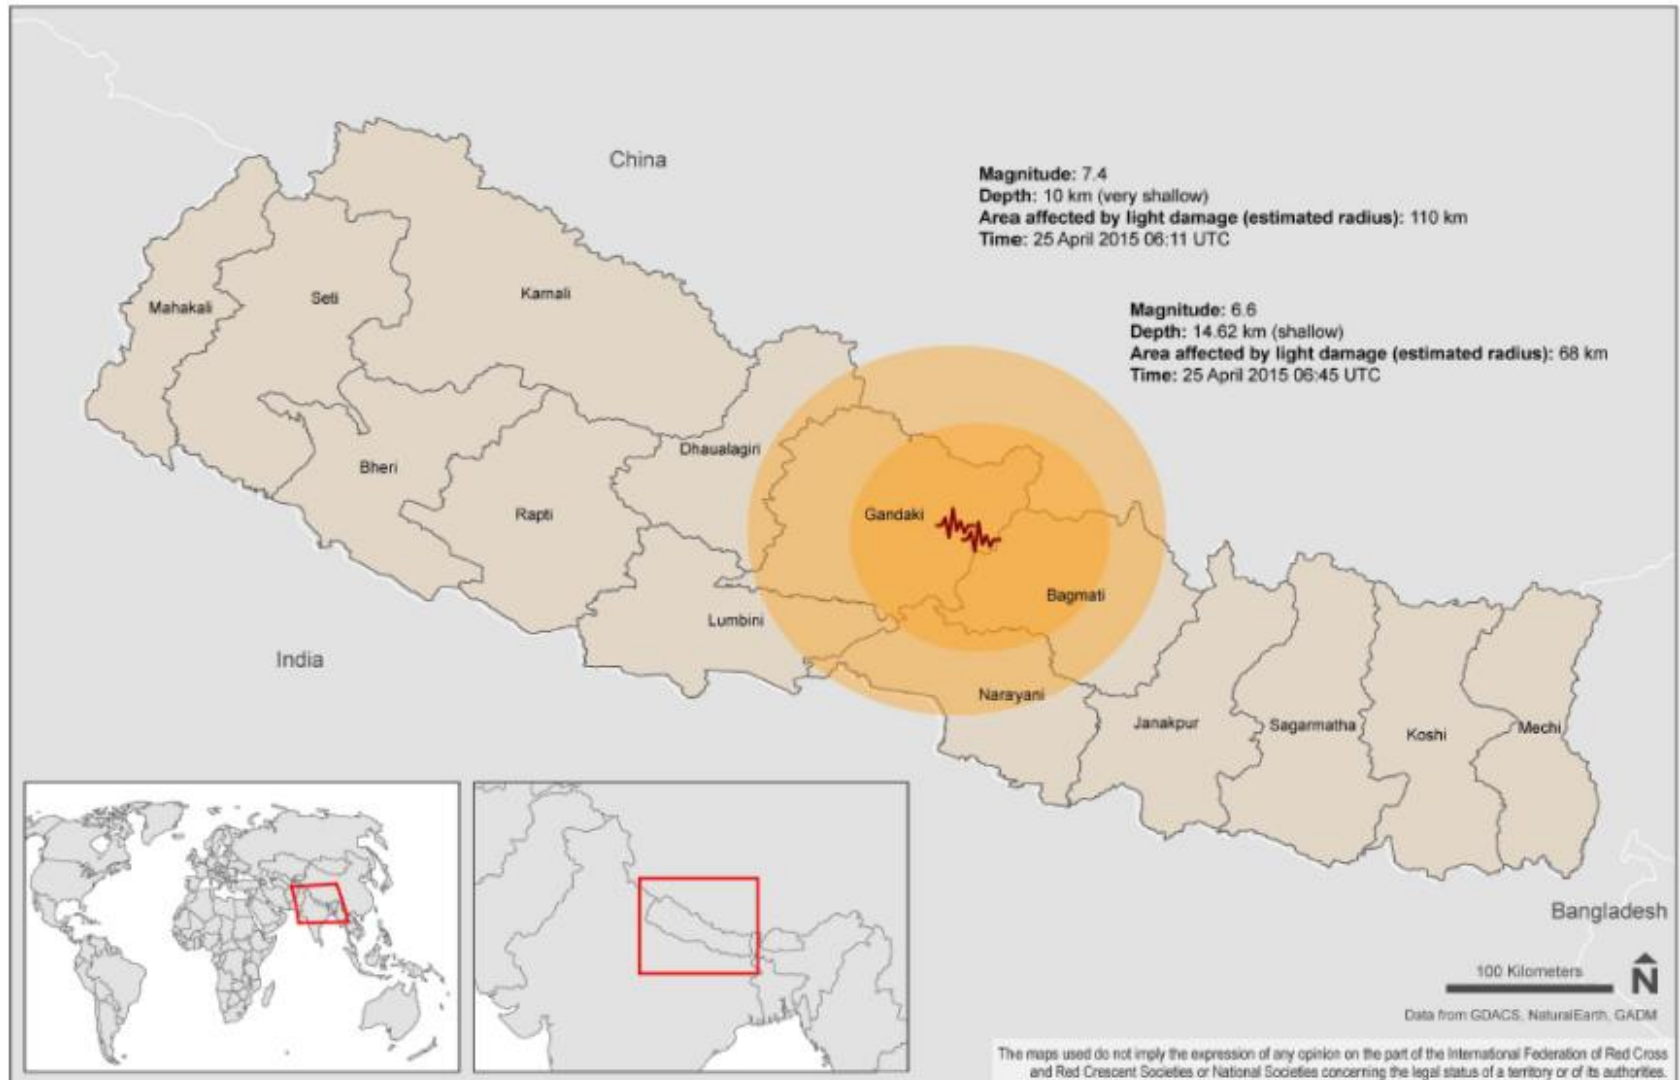 China
Magnitude: 7.4
Depth: 10 km (very shallow)
Area affected by light damage (estimated radius): 110 km
Time: 25 April 2015 06:11 UTC
Magnitude: 6.6
Depth: 14.62 km (shallow)
Area affected by light damage (estimated radius): 68 km
Time: 25 April 2015 06:45 UTC
Mahakali
Seti
Karnali
Dhaualagiri
Bheri
Rapti
Gandaki
Bagmati
Lumbini
India
Narayani
Janakpur
Sagarmatha
Koshi
Mechi
Bangladesh
100 Kilometers
N
Data from GDACS, NaturalEarth, GADM
The maps used do not imply the expression of any opinion on the part of the International Federation of Red Cross
and Red Crescent Societies or National Societies concerning the legal status of a territory or of its authorities.